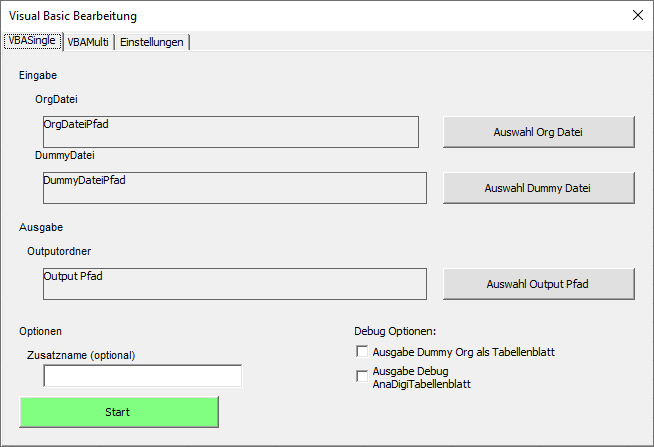 Visual Basic Bearbeitung
VBASingle VBAMulti Einstellungen
Eingabe
OrgDatei
OrgDateiPfad
Auswahl Org Datei
DummyDatei
DummyDateiPfad
Auswahl Dummy Datei
Ausgabe
Outputordner
Output Pfad
Auswahl Output Pfad
Optionen
Zusatzname (optional)
Start
Debug Optionen:
Ausgabe Dummy Org als Tabellenblatt
Ausgabe Debug
AnaDigiTabellenblatt